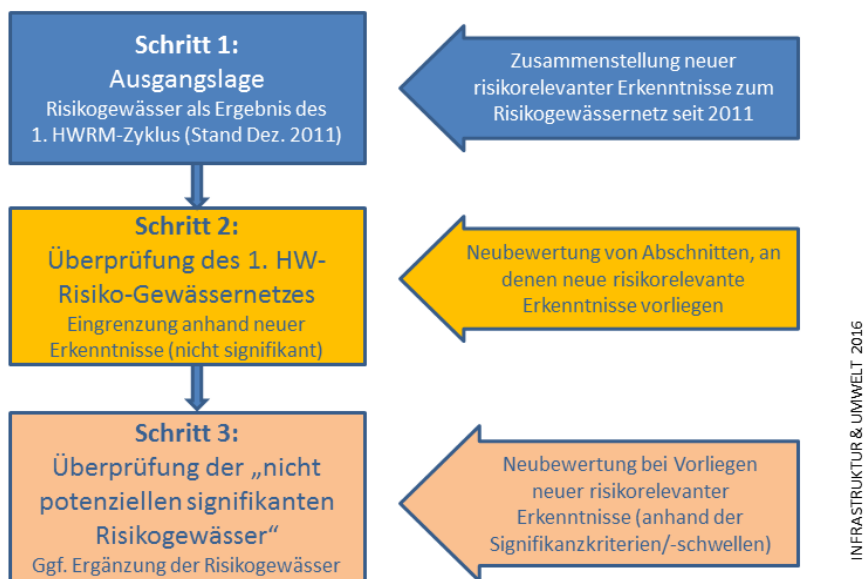 Schritt 1:
Ausgangslage
Risikogewässer als Ergebnis des
1. HWRM-Zyklus (Stand Dez. 2011)
Zusammenstellung neuer
risikorelevanter Erkenntnisse zum
Risikogewässernetz seit 2011
Schritt 2:
Überprüfung des 1. HW-
Risiko-Gewässernetzes
Eingrenzung anhand neuer
Erkenntnisse (nicht signifikant)
Neubewertung von Abschnitten, an
denen neue risikorelevante
Erkenntnisse vorliegen
Schritt 3:
Überprüfung der „nicht
potenziellen signifikanten
Risikogewässer“
Ggf. Ergänzung der Risikogewässer
Neubewertung bei Vorliegen
neuer risikorelevanter
Erkenntnisse (anhand der
Signifikanzkriterien/-schwellen)
INFRASTRUKTUR & UMWELT 2016